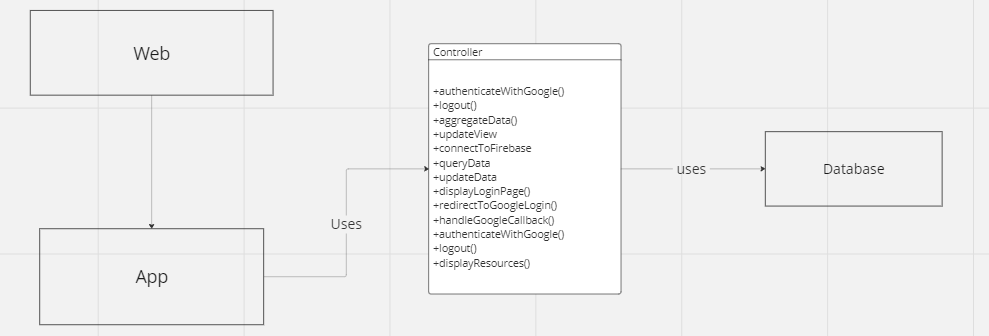 Web
App
Uses
Controller
+authenticateWithGoogle()
+logout()
+aggregateData()
+updateView
+connectToFirebase
+queryData
+updateData
+displayLoginPage()
+redirectToGoogleLogin()
+handleGoogleCallback()
+authenticateWithGoogle()
+logout()
+displayResources()
uses
Database